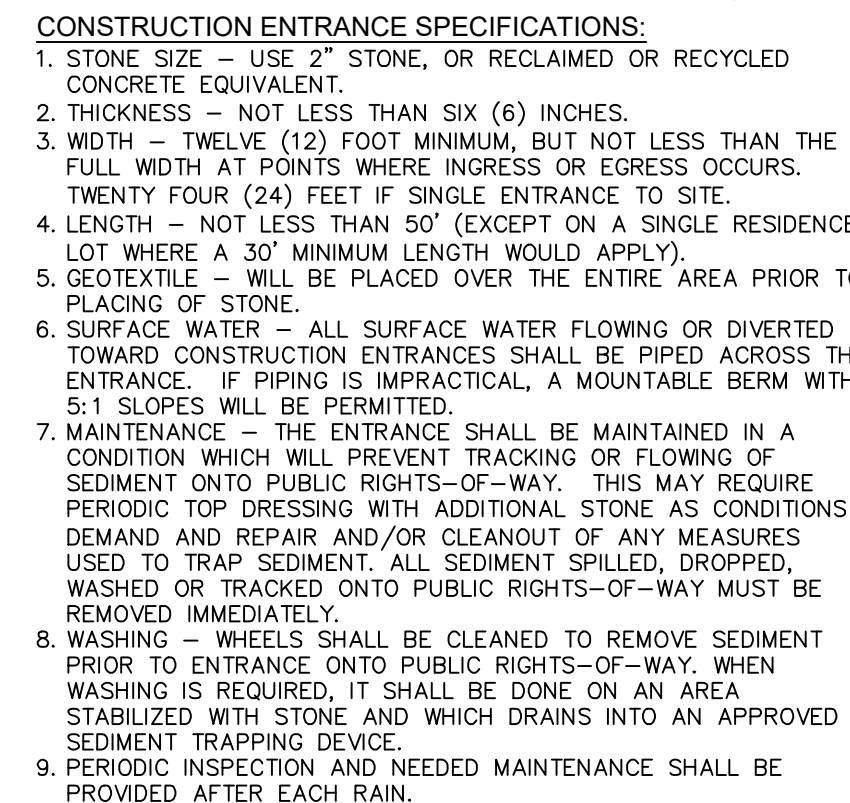 CONSTRUCTION ENTRANCE SPECIFICATIONS:
1. STONE SIZE – USE 2" STONE, OR RECLAIMED OR RECYCLED
CONCRETE EQUIVALENT.
2. THICKNESS – NOT LESS THAN SIX (6) INCHES.
3. WIDTH – TWELVE (12) FOOT MINIMUM, BUT NOT LESS THAN THE
FULL WIDTH AT POINTS WHERE INGRESS OR EGRESS OCCURS.
TWENTY FOUR (24) FEET IF SINGLE ENTRANCE TO SITE.
4. LENGTH – NOT LESS THAN 50' (EXCEPT ON A SINGLE RESIDENCE
LOT WHERE A 30' MINIMUM LENGTH WOULD APPLY).
5. GEOTEXTILE – WILL BE PLACED OVER THE ENTIRE AREA PRIOR TO
PLACING OF STONE.
6. SURFACE WATER – ALL SURFACE WATER FLOWING OR DIVERTED
TOWARD CONSTRUCTION ENTRANCES SHALL BE PIPED ACROSS TH
ENTRANCE. IF PIPING IS IMPRACTICAL, A MOUNTABLE BERM WITH
5:1 SLOPES WILL BE PERMITTED.
7. MAINTENANCE – THE ENTRANCE SHALL BE MAINTAINED IN A
CONDITION WHICH WILL PREVENT TRACKING OR FLOWING OF
SEDIMENT ONTO PUBLIC RIGHTS–OF–WAY. THIS MAY REQUIRE
PERIODIC TOP DRESSING WITH ADDITIONAL STONE AS CONDITIONS
DEMAND AND REPAIR AND/OR CLEANOUT OF ANY MEASURES
USED TO TRAP SEDIMENT. ALL SEDIMENT SPILLED, DROPPED,
WASHED OR TRACKED ONTO PUBLIC RIGHTS–OF–WAY MUST BE
REMOVED IMMEDIATELY.
8. WASHING – WHEELS SHALL BE CLEANED TO REMOVE SEDIMENT
PRIOR TO ENTRANCE ONTO PUBLIC RIGHTS–OF–WAY. WHEN
WASHING IS REQUIRED, IT SHALL BE DONE ON AN AREA
STABILIZED WITH STONE AND WHICH DRAINS INTO AN APPROVED
SEDIMENT TRAPPING DEVICE.
9. PERIODIC INSPECTION AND NEEDED MAINTENANCE SHALL BE
PROVIDED AFTER EACH RAIN.